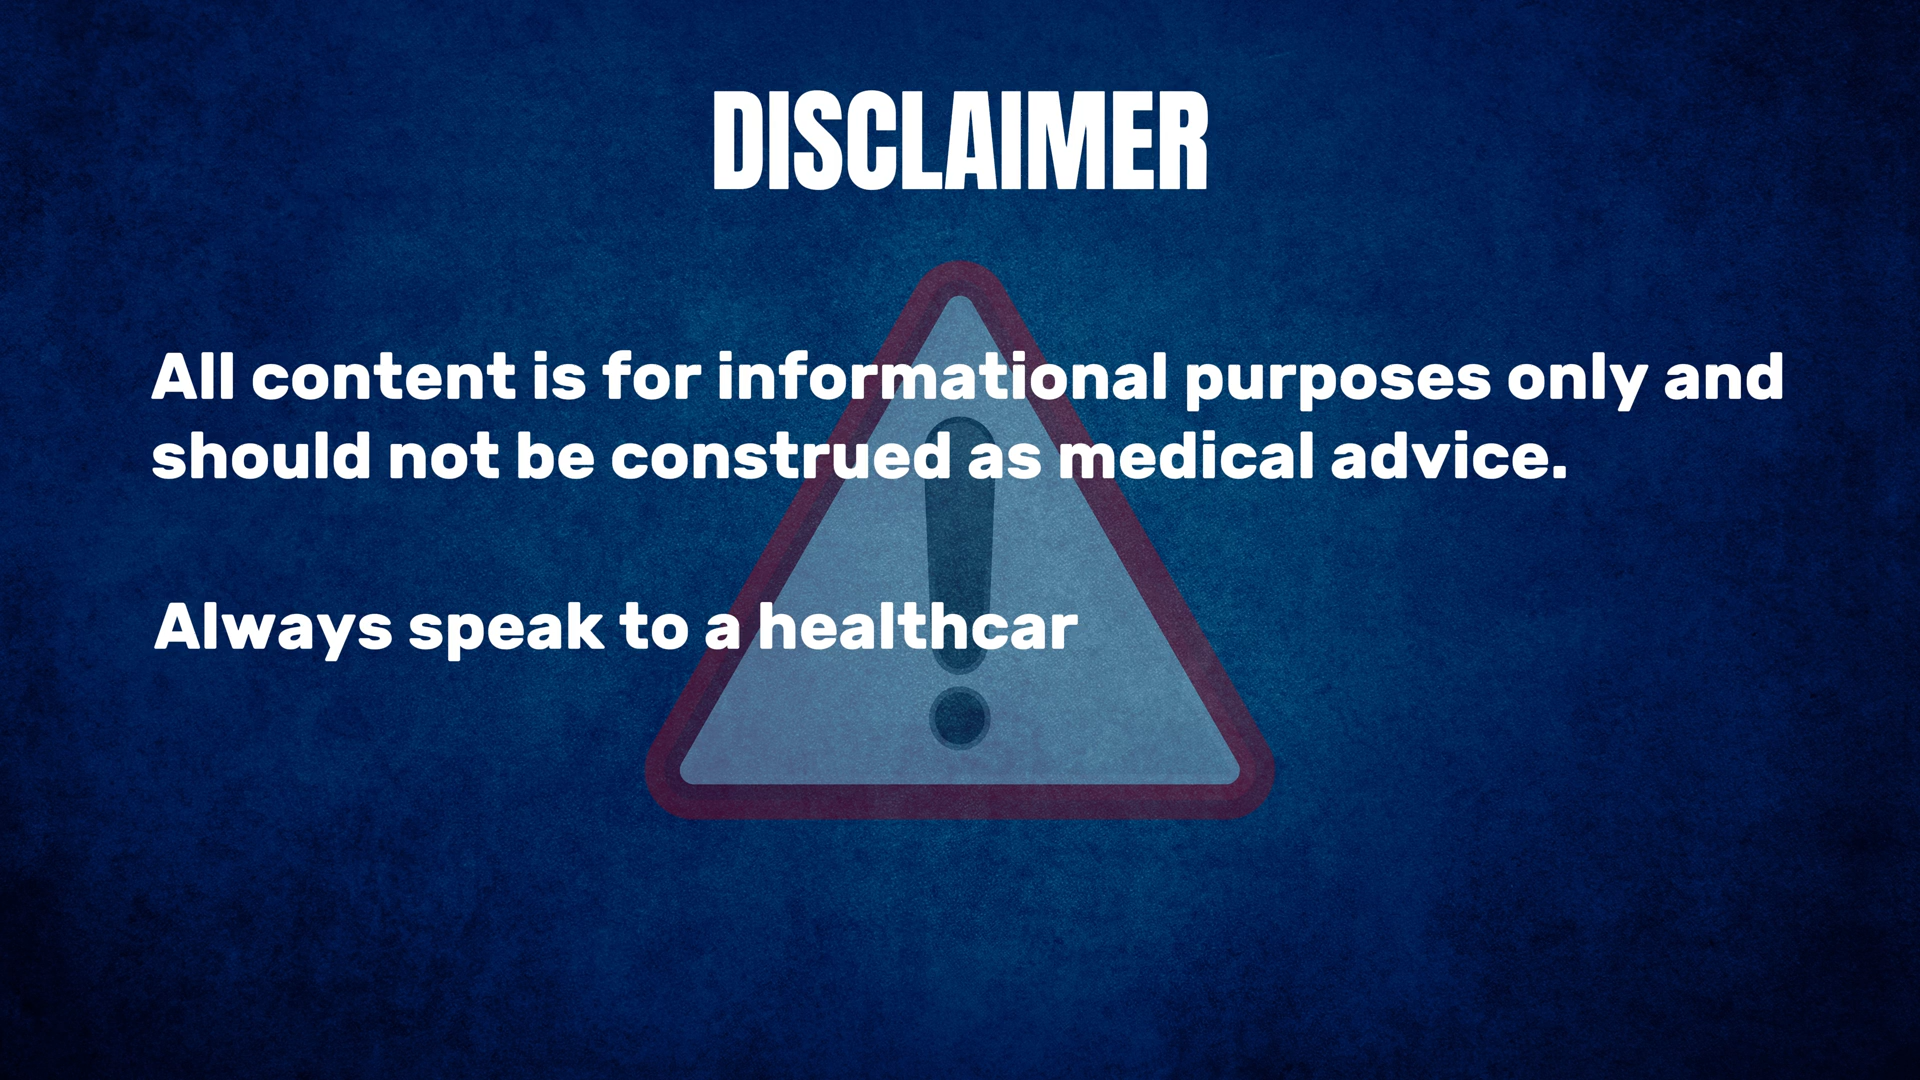 DISCLAIMER
All content is for informational purposes only and
should not be construed as medical advice.
Always speak to a healthcar